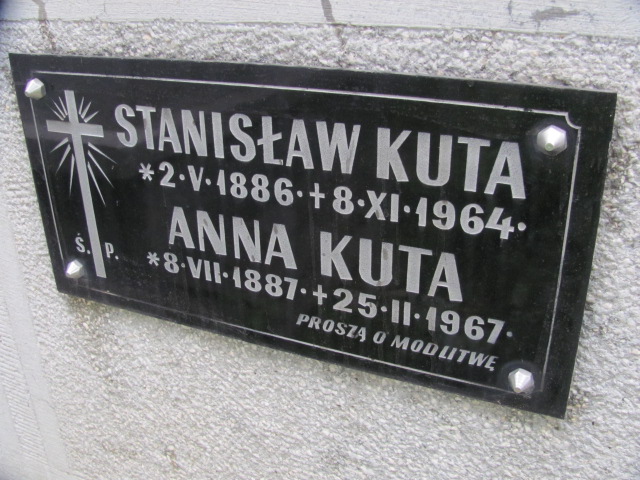 STANISŁAW KUTA
*2·V·1886·+8·XI·1964·
ANNA KUTA
*8·VII·1887·+25·II·1967·
Ś. P.
PROSZĄ O MODLITWĘ